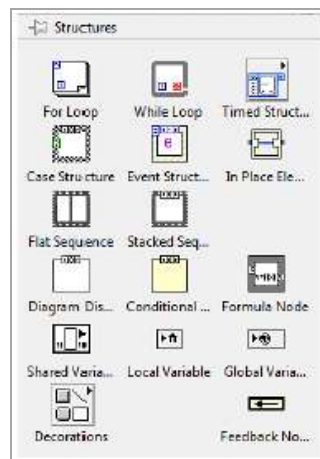 Structures
For Loop While Loop Timed Struct...
Case Structure Event Struct... In Place Ele...
Flat Sequence Stacked Seq...
Diagram Dis... Conditional ... Formula Node
Shared Varia... Local Variable Global Varia...
Decorations Feedback No...